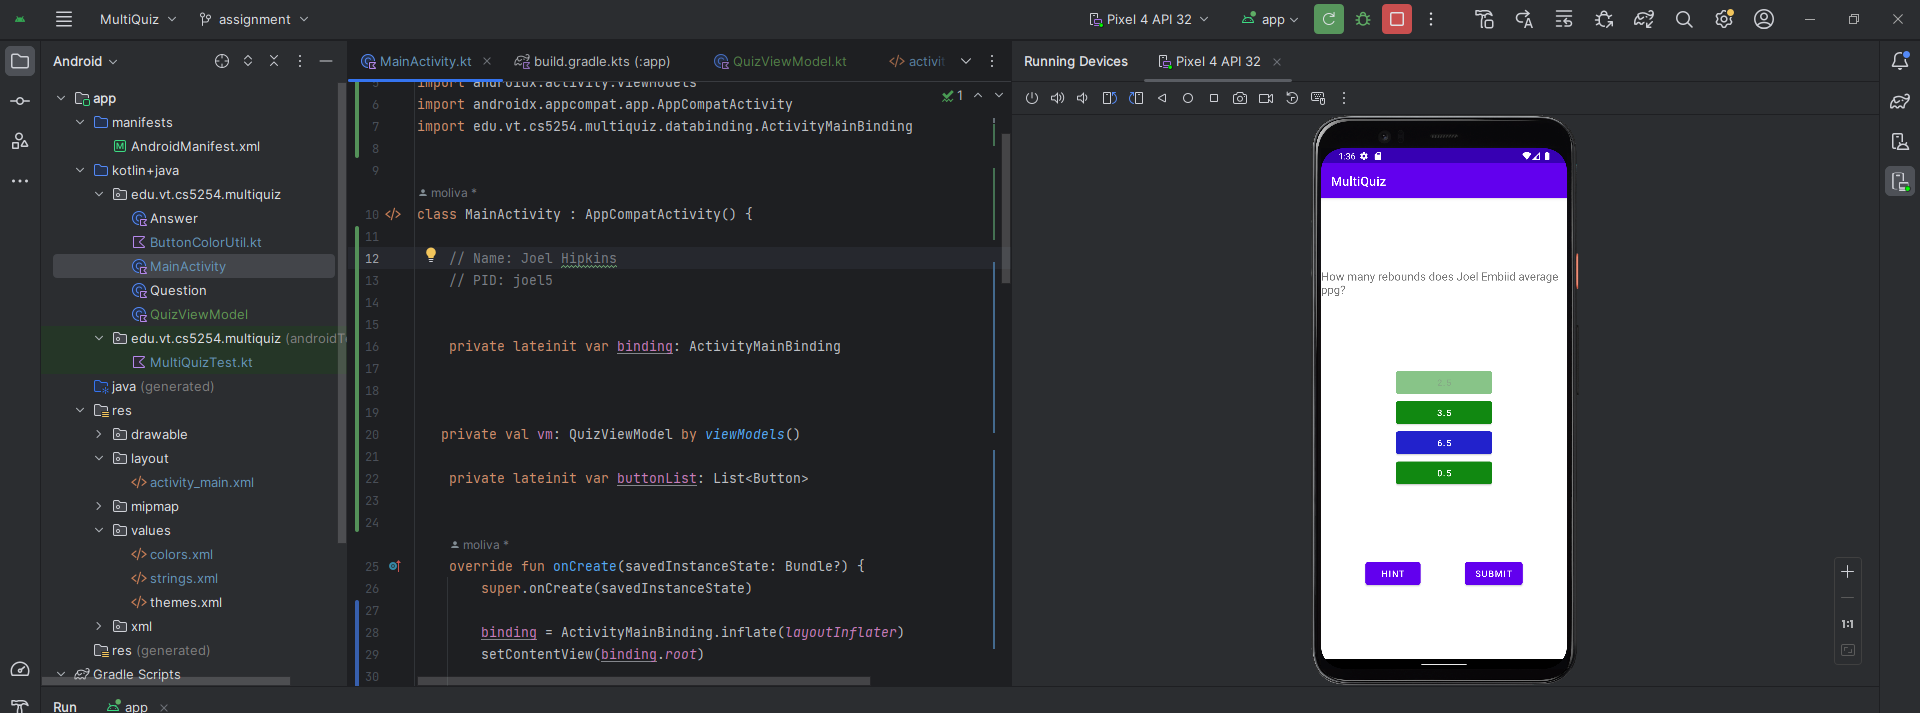 MultiQuiz
assignment
Pixel 4 API 32
app
Android
MainActivity.kt
build.gradle.kts (:app)
QuizViewModel.kt
activit
Running Devices
Pixel 4 API 32
app
manifests
AndroidManifest.xml
kotlin+java
edu.vt.cs5254.multiquiz
Answer
ButtonColorUtil.kt
MainActivity
Question
QuizViewModel
edu.vt.cs5254.multiquiz (androidTe
MultiQuizTest.kt
java (generated)
res
drawable
layout
activity_main.xml
mipmap
values
colors.xml
strings.xml
themes.xml
xml
res (generated)
Gradle Scripts
1
5 import androidx.activity.viewModels
6 import androidx.appcompat.app.AppCompatActivity
7 import edu.vt.cs5254.multiquiz.databinding.ActivityMainBinding
8
9
moliva *
10 class MainActivity : AppCompatActivity() {
11
12 // Name: Joel Hipkins
13 // PID: joel5
14
15
16 private lateinit var binding: ActivityMainBinding
17
18
19
20 private val vm: QuizViewModel by viewModels()
21
22 private lateinit var buttonList: List<Button>
23
24
moliva *
25 override fun onCreate(savedInstanceState: Bundle?) {
26 super.onCreate(savedInstanceState)
27
28 binding = ActivityMainBinding.inflate(layoutInflater)
29 setContentView(binding.root)
30
1:36
MultiQuiz
How many rebounds does Joel Embiid average
ppg?
3.5
6.5
0.5
HINT
SUBMIT
1:1
Run
app